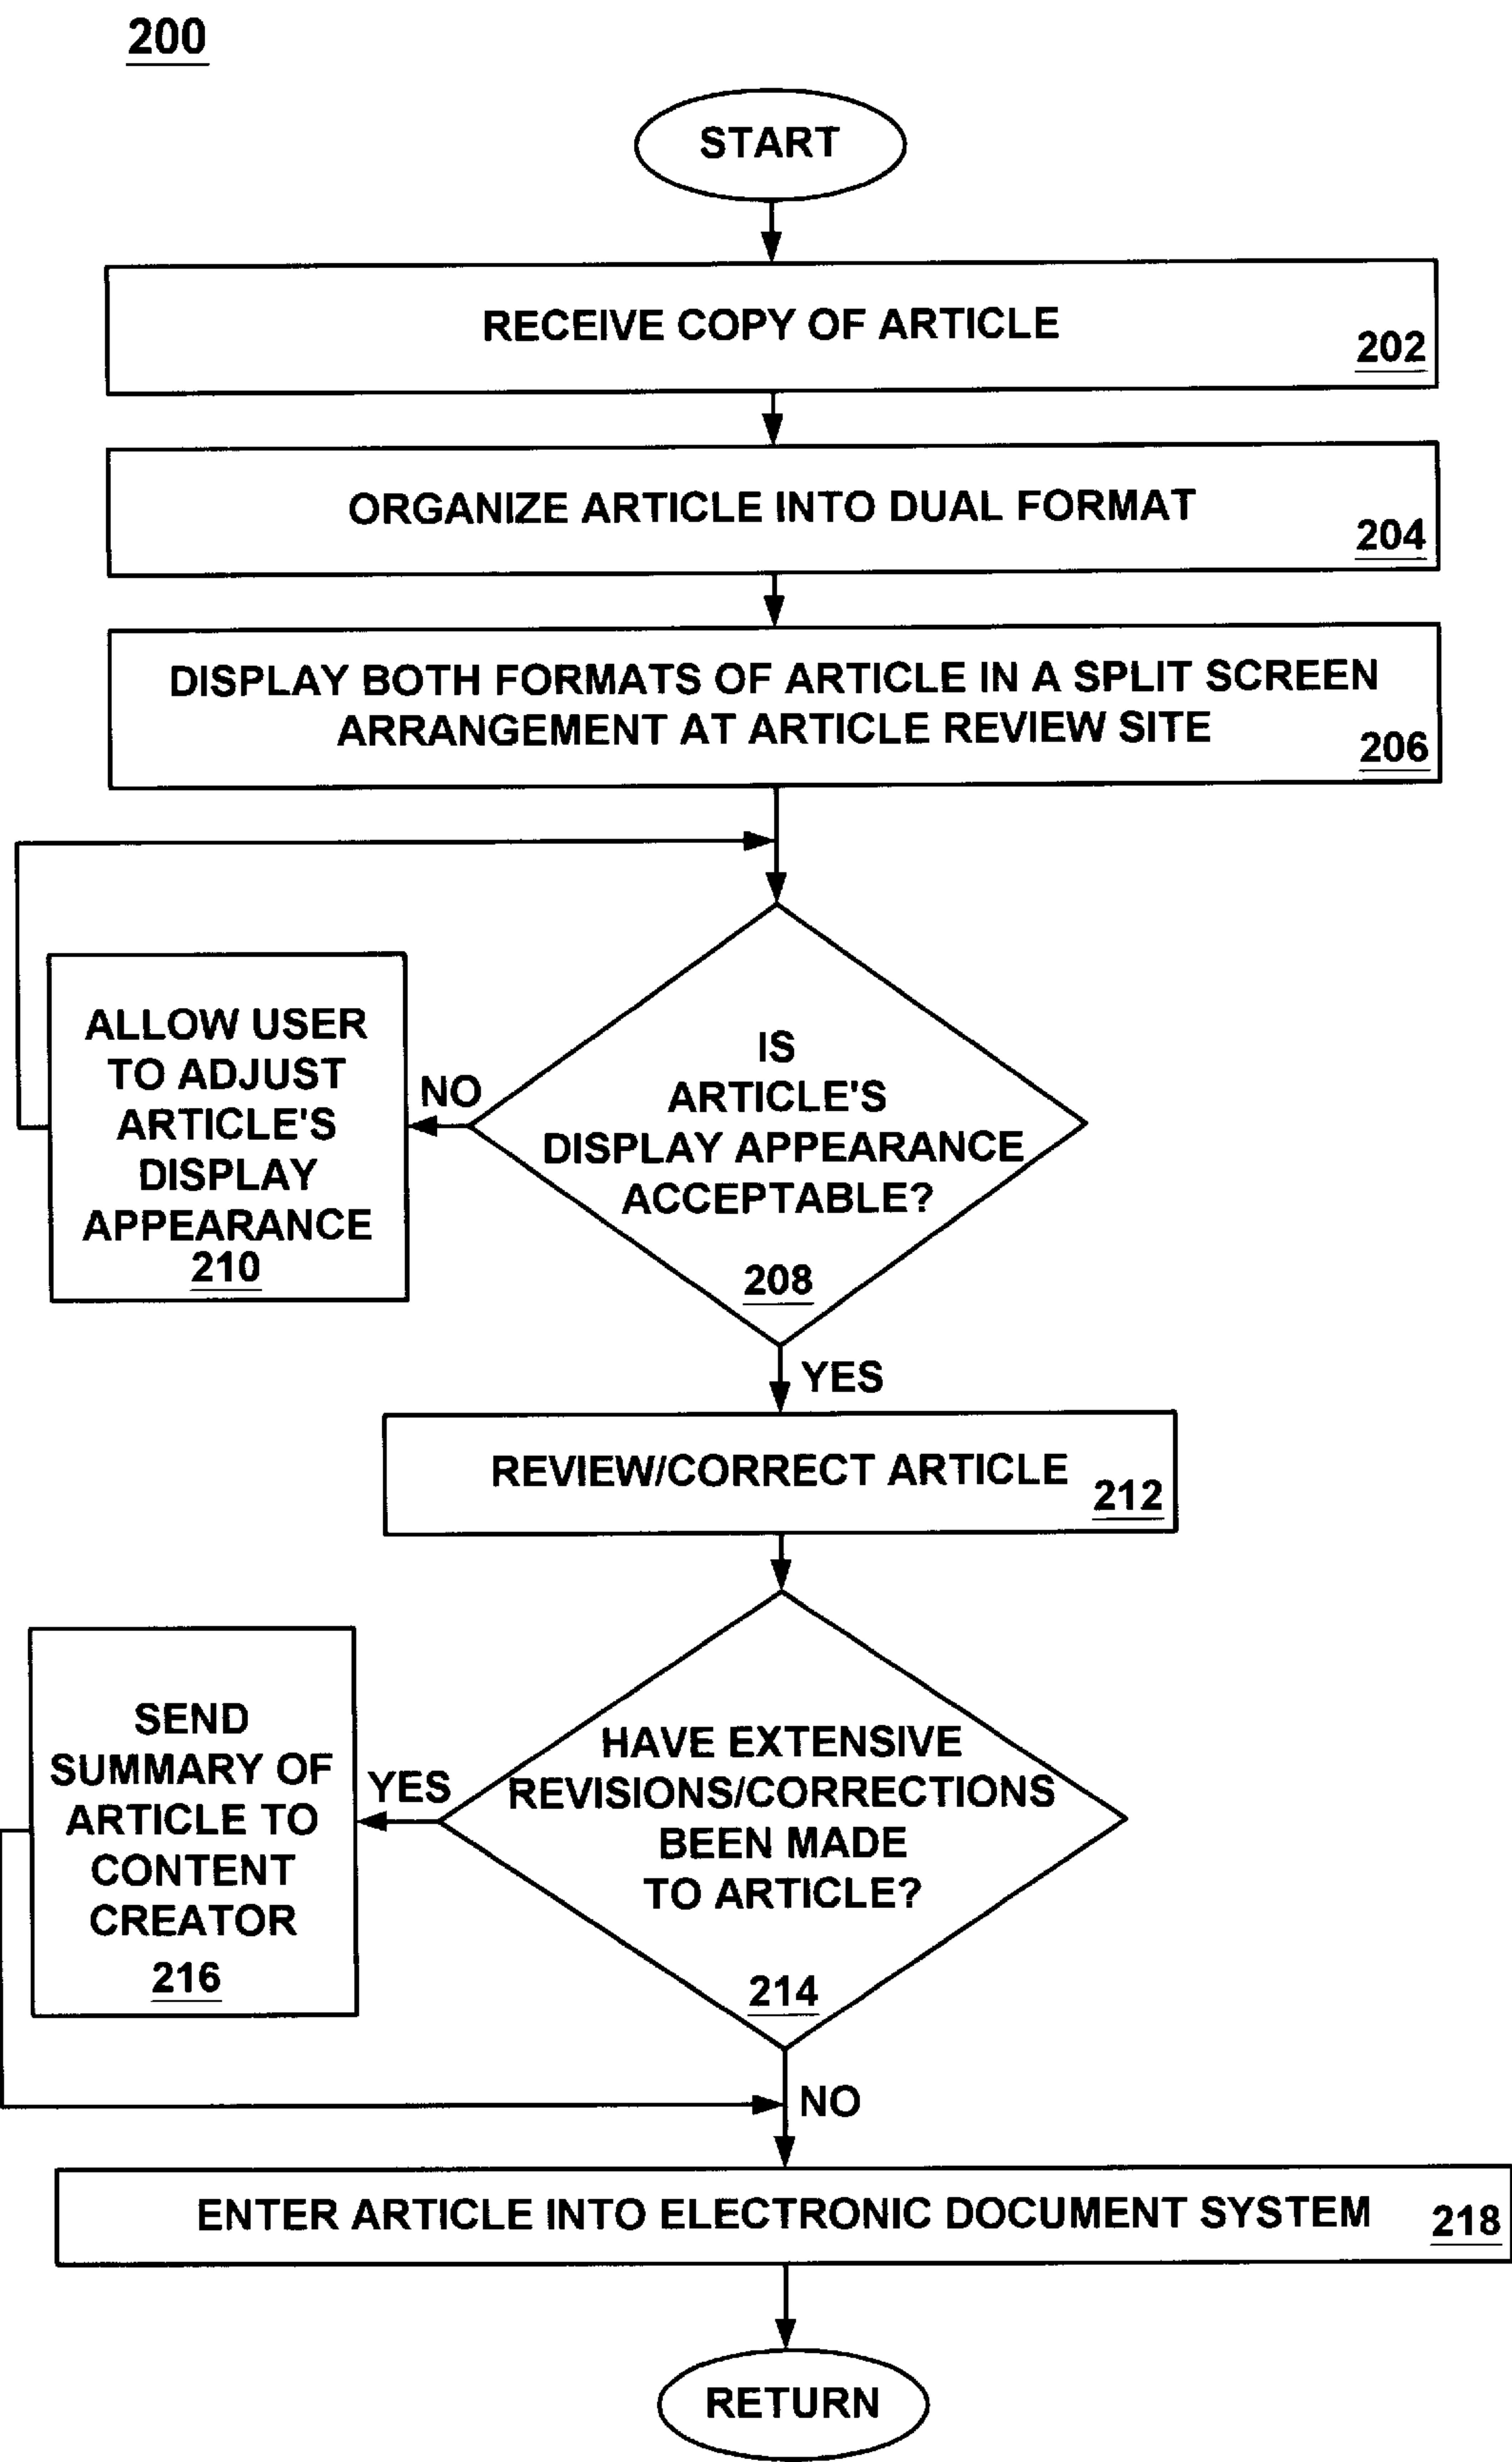 200
START
RECEIVE COPY OF ARTICLE
202
ORGANIZE ARTICLE INTO DUAL FORMAT
204
DISPLAY BOTH FORMATS OF ARTICLE IN A SPLIT SCREEN
ARRANGEMENT AT ARTICLE REVIEW SITE
206
ALLOW USER
TO ADJUST
ARTICLE'S
DISPLAY
APPEARANCE
210
NO
IS
ARTICLE'S
DISPLAY APPEARANCE
ACCEPTABLE?
208
YES
REVIEW/CORRECT ARTICLE
212
SEND
SUMMARY OF
ARTICLE TO
CONTENT
CREATOR
216
YES
HAVE EXTENSIVE
REVISIONS/CORRECTIONS
BEEN MADE
TO ARTICLE?
214
NO
ENTER ARTICLE INTO ELECTRONIC DOCUMENT SYSTEM
218
RETURN